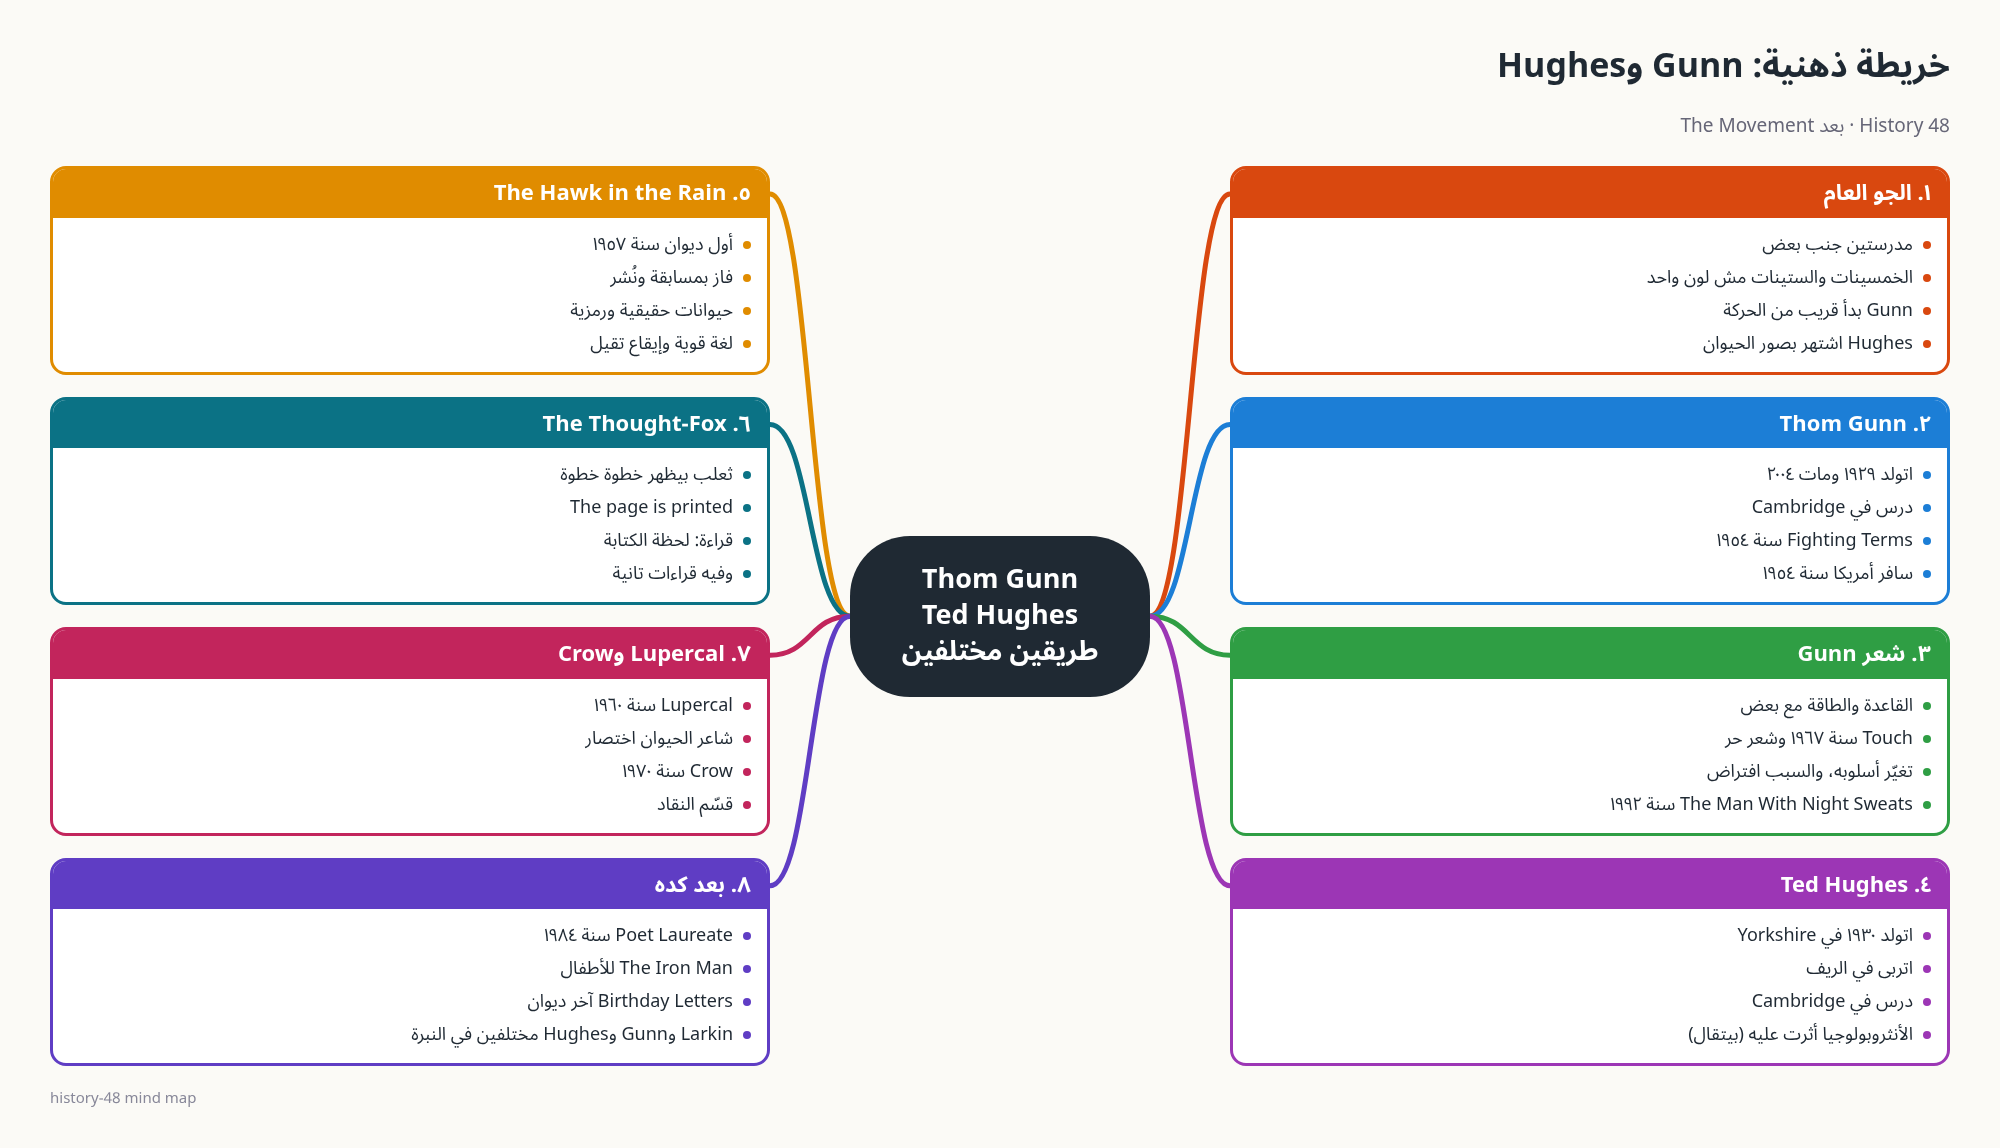 خريطة ذهنية: Gunn وHughes
History 48 · بعد The Movement
١. الجو العام
مدرستين جنب بعض
الخمسينات والستينات مش لون واحد
Gunn بدأ قريب من الحركة
Hughes اشتهر بصور الحيوان
٢. Thom Gunn
اتولد ١٩٢٩ ومات ٢٠٠٤
درس في Cambridge
Fighting Terms سنة ١٩٥٤
سافر أمريكا سنة ١٩٥٤
٣. شعر Gunn
القاعدة والطاقة مع بعض
Touch سنة ١٩٦٧ وشعر حر
تغيّر أسلوبه، والسبب افتراض
The Man With Night Sweats سنة ١٩٩٢
٤. Ted Hughes
اتولد ١٩٣٠ في Yorkshire
اتربى في الريف
درس في Cambridge
الأنثروبولوجيا أثرت عليه (بيتقال)
Thom Gunn
Ted Hughes
طريقين مختلفين
٥. The Hawk in the Rain
أول ديوان سنة ١٩٥٧
فاز بمسابقة ونُشر
حيوانات حقيقية ورمزية
لغة قوية وإيقاع تقيل
٦. The Thought-Fox
ثعلب بيظهر خطوة خطوة
The page is printed
قراءة: لحظة الكتابة
وفيه قراءات تانية
٧. Lupercal وCrow
Lupercal سنة ١٩٦٠
شاعر الحيوان اختصار
Crow سنة ١٩٧٠
قسّم النقاد
٨. بعد كده
Poet Laureate سنة ١٩٨٤
The Iron Man للأطفال
Birthday Letters آخر ديوان
Larkin وGunn وHughes مختلفين في النبرة
history-48 mind map